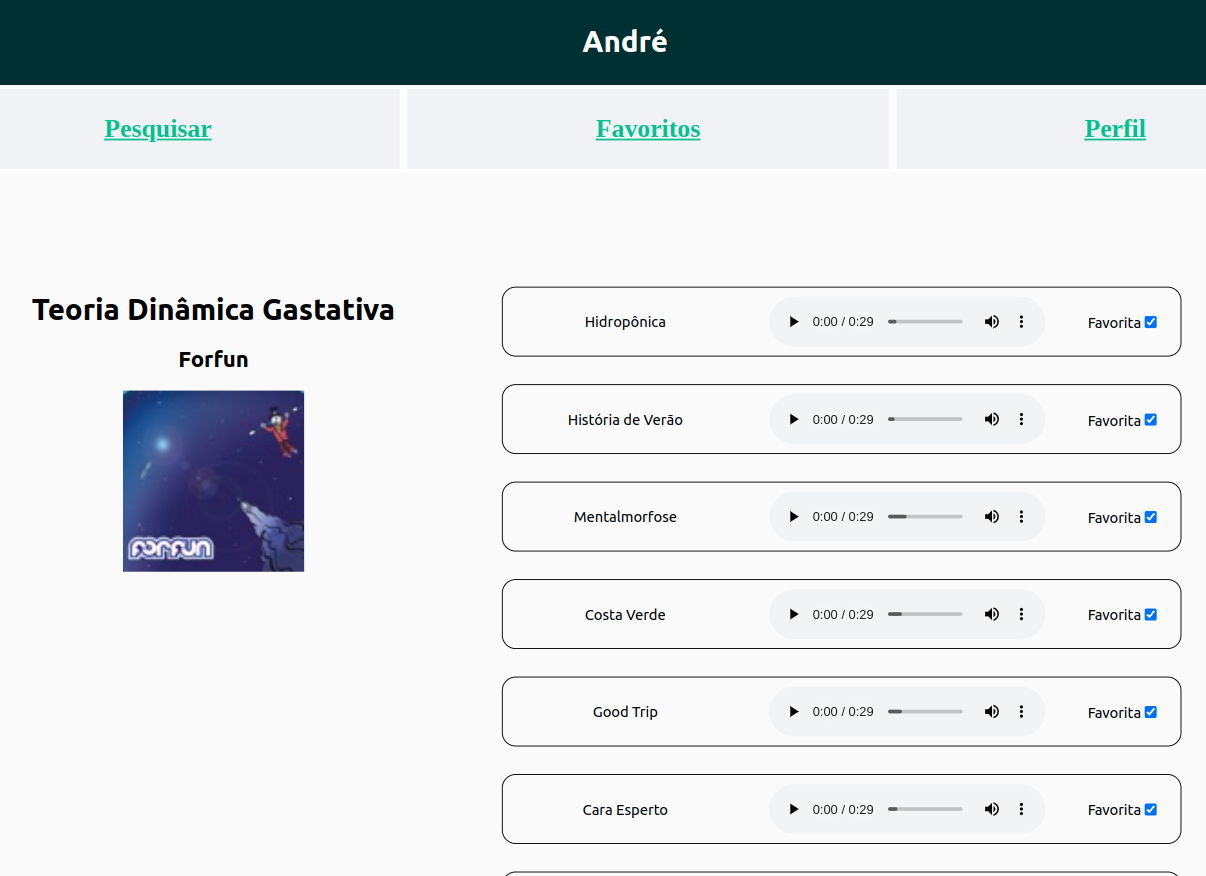 André
Pesquisar Favoritos Perfil
Teoria Dinâmica Gastativa
Forfun
FORFUN
Hidropônica 0:00 / 0:29 Favorita
História de Verão 0:00 / 0:29 Favorita
Mentalmorfose 0:00 / 0:29 Favorita
Costa Verde 0:00 / 0:29 Favorita
Good Trip 0:00 / 0:29 Favorita
Cara Esperto 0:00 / 0:29 Favorita